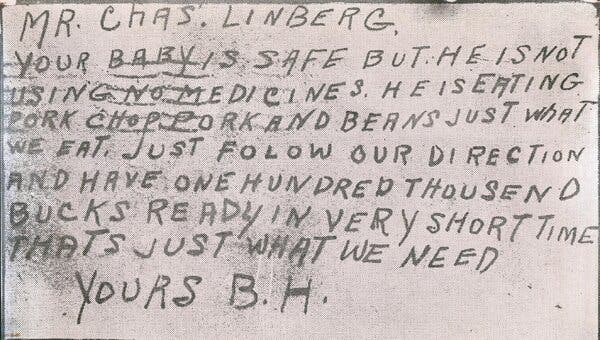 MR. CHAS. LINBERG.
YOUR BABY IS SAFE BUT. HE IS NOT
USING NO MEDICINES. HE IS EATING
PORK CHOP PORK AND BEANS JUST WHAT
WE EAT. JUST FOLOW OUR DIRECTION
AND HAVE ONE HUNDRED THOUSEND
BUCKS READY IN VERY SHORT TIME
THATS JUST WHAT WE NEED
YOURS B.H.